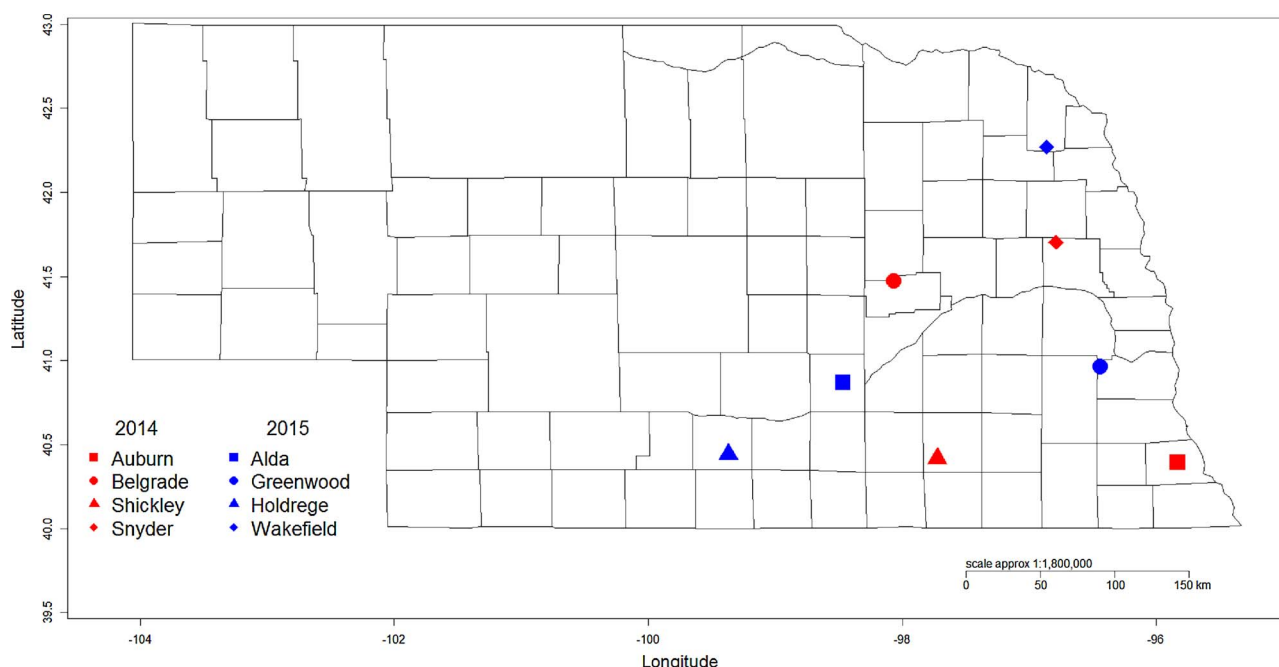 43.0
42.5
42.0
41.5
41.0
40.5
40.0
39.5
Latitude
2014 2015
Auburn Alda
Belgrade Greenwood
Shickley Holdrege
Snyder Wakefield
scale approx 1:1,800,000
0 50 100 150 km
-104 -102 -100 -98 -96
Longitude